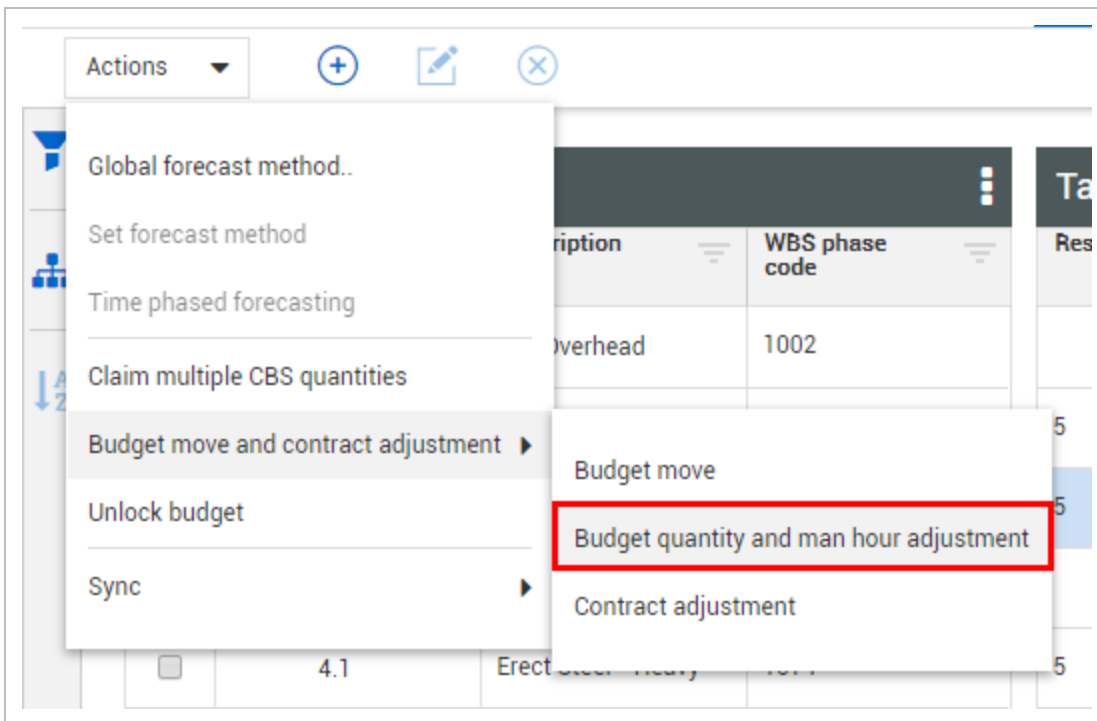 Actions
Global forecast method..
Set forecast method
Time phased forecasting
Claim multiple CBS quantities
Budget move and contract adjustment
Unlock budget
Sync
Budget move
Budget quantity and man hour adjustment
Contract adjustment
Ta
ription
WBS phase
code
Res
Overhead
1002
5
5
4.1
Erect
5